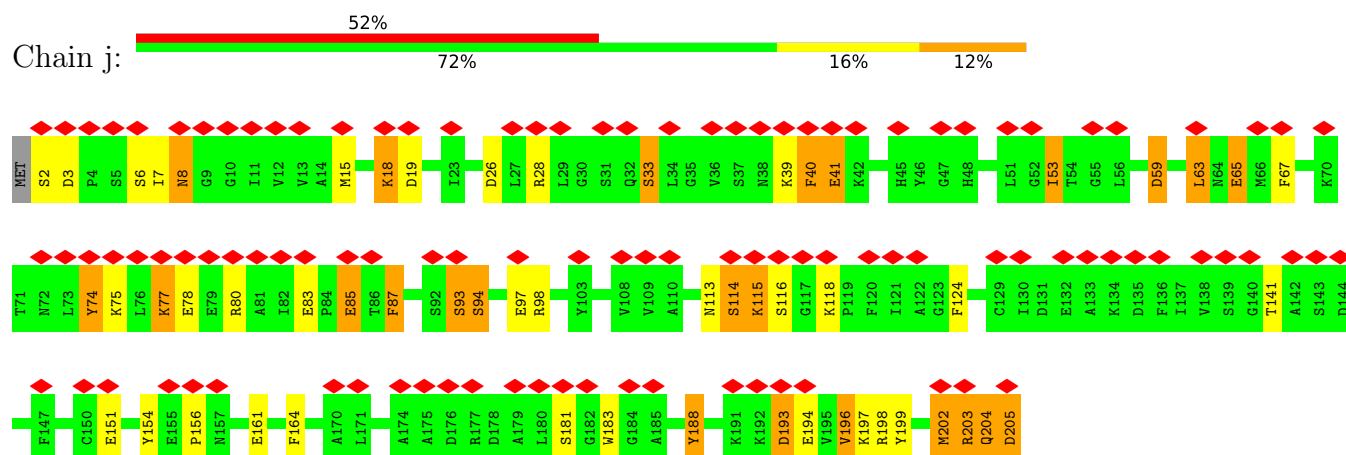 52%
Chain j:
72% 16% 12%
MET S2 D3 P4 S5 S6 I7 N8 G9 G10 I11 V12 V13 A14 M15 K18 D19 I23 D26 L27 R28 L29 G30 S31 Q32 S33 L34 G35 V36 S37 N38 K39 F40 E41 K42 H45 Y46 G47 H48 L51 G52 I53 T54 G55 L56 D59 L63 N64 E65 M66 F67 K70
T71 N72 L73 Y74 K75 L76 K77 E78 E79 R80 A81 I82 E83 P84 E85 T86 F87 S92 S93 S94 E97 R98 Y103 V108 V109 A110 N113 S114 K115 S116 G117 K118 P119 F120 I121 A122 G123 F124 C129 I130 D131 E132 A133 K134 D135 F136 I137 V138 S139 G140 T141 A142 S143 D144
F147 C150 E151 Y154 E155 P156 N157 E161 F164 A170 L171 A174 A175 D176 R177 D178 A179 L180 S181 G182 W183 G184 A185 Y188 K191 K192 D193 E194 V195 V196 K197 R198 Y199 M202 R203 Q204 D205